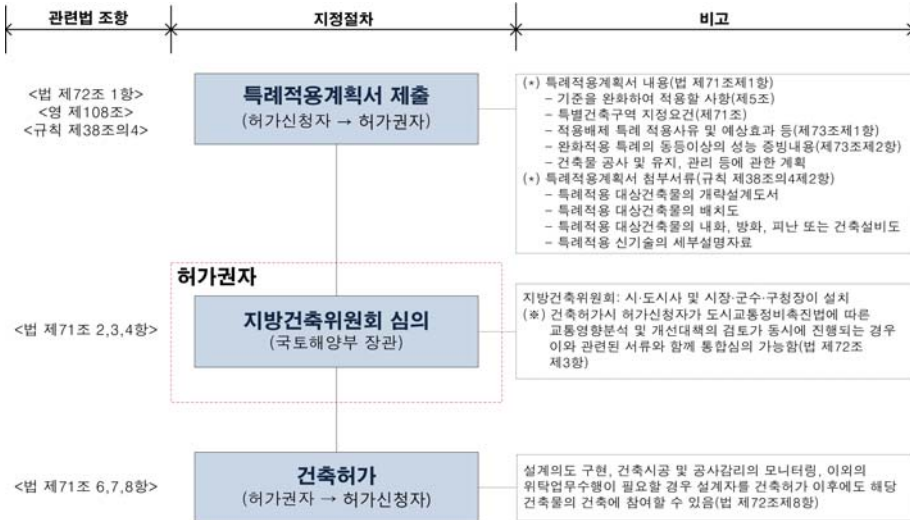 관련법 조항
지정절차
비고
<법 제72조 1항>
<영 제108조>
<규칙 제38조의4>
특례적용계획서 제출
(허가신청자 → 허가권자)
(*) 특례적용계획서 내용(법 제71조제1항)
– 기준을 완화하여 적용할 사항(제5조)
– 특별건축구역 지정요건(제71조)
– 적용배제 특례 적용사유 및 예상효과 등(제73조제1항)
– 완화적용 특례의 동등이상의 성능 증빙내용(제73조제2항)
– 건축물 공사 및 유지, 관리 등에 관한 계획
(*) 특례적용계획서 첨부서류(규칙 제38조의4제2항)
– 특례적용 대상건축물의 개략설계도서
– 특례적용 대상건축물의 배치도
– 특례적용 대상건축물의 내화, 방화, 피난 또는 건축설비도
– 특례적용 신기술의 세부설명자료
허가권자
<법 제71조 2,3,4항>
지방건축위원회 심의
(국토해양부 장관)
지방건축위원회: 시·도시사 및 시장·군수·구청장이 설치
(※) 건축허가시 허가신청자가 도시교통정비촉진법에 따른
교통영향분석 및 개선대책의 검토가 동시에 진행되는 경우
이와 관련된 서류와 함께 통합심의 가능함(법 제72조
제3항)
<법 제71조 6,7,8항>
건축허가
(허가권자 → 허가신청자)
설계의도 구현, 건축시공 및 공사감리의 모니터링, 이외의
위탁업무수행이 필요할 경우 설계자를 건축허가 이후에도 해당
건축물의 건축에 참여할 수 있음(법 제72조제8항)